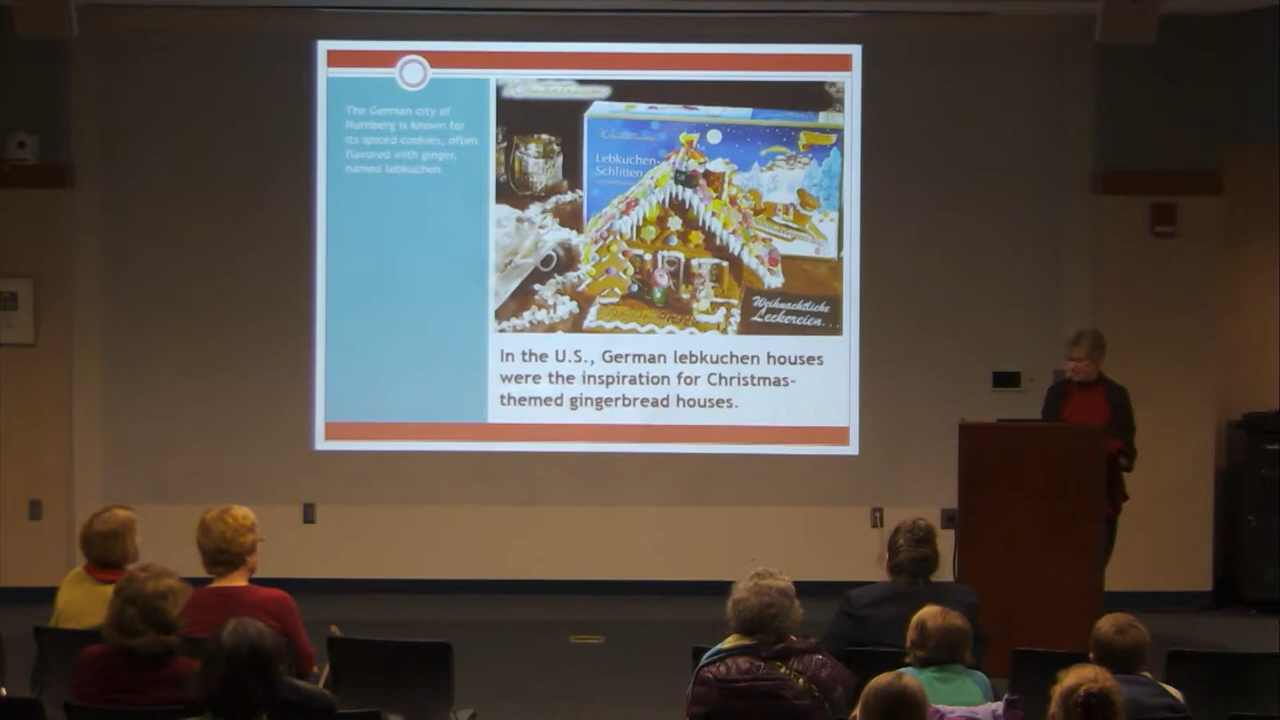 The German city of
Nurnberg is known for
its spiced cookies, often
flavored with ginger,
named lebkuchen.
Lebkuchen-
Schlitten
Weihnachtliche
Leckereien...
In the U.S., German lebkuchen houses
were the inspiration for Christmas-
themed gingerbread houses.